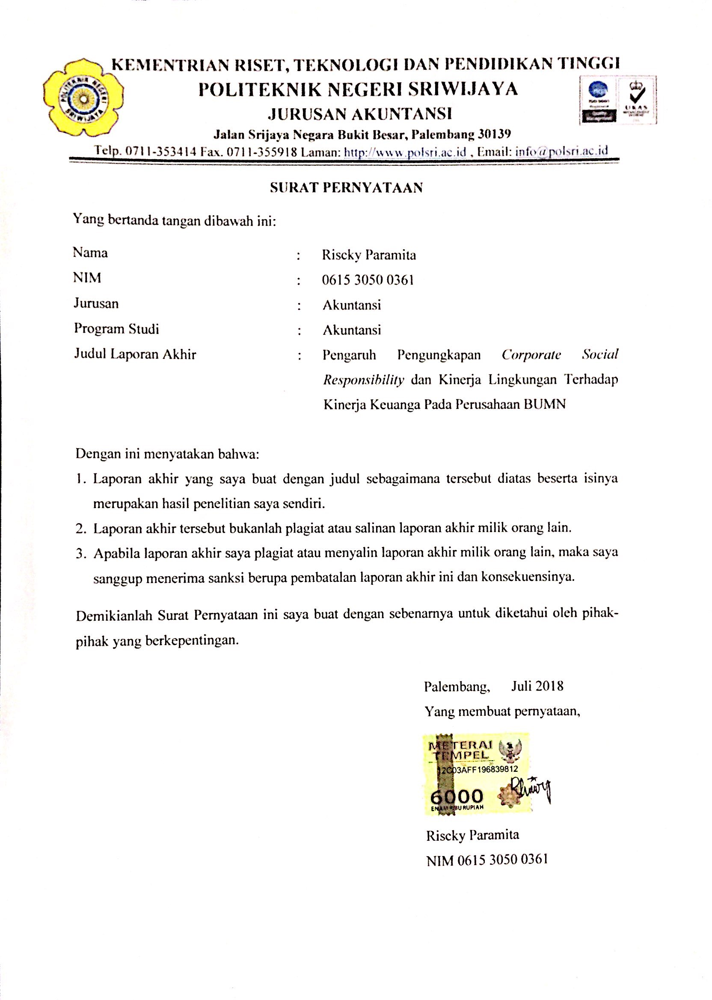 KEMENTRIAN RISET, TEKNOLOGI DAN PENDIDIKAN TINGGI
POLITEKNIK NEGERI SRIWIJAYA
JURUSAN AKUNTANSI
Jalan Srijaya Negara Bukit Besar, Palembang 30139
Telp. 0711-353414 Fax. 0711-355918 Laman: http://www.polsri.ac.id , Email: info@polsri.ac.id
POLITEKNIK NEGERI
SRIWIJAYA
ISO 9001
UKAS
SURAT PERNYATAAN
Yang bertanda tangan dibawah ini:
Nama : Riscky Paramita
NIM : 0615 3050 0361
Jurusan : Akuntansi
Program Studi : Akuntansi
Judul Laporan Akhir : Pengaruh Pengungkapan Corporate Social
Responsibility dan Kinerja Lingkungan Terhadap
Kinerja Keuanga Pada Perusahaan BUMN
Dengan ini menyatakan bahwa:
1. Laporan akhir yang saya buat dengan judul sebagaimana tersebut diatas beserta isinya
merupakan hasil penelitian saya sendiri.
2. Laporan akhir tersebut bukanlah plagiat atau salinan laporan akhir milik orang lain.
3. Apabila laporan akhir saya plagiat atau menyalin laporan akhir milik orang lain, maka saya
sanggup menerima sanksi berupa pembatalan laporan akhir ini dan konsekuensinya.
Demikianlah Surat Pernyataan ini saya buat dengan sebenarnya untuk diketahui oleh pihak-
pihak yang berkepentingan.
Palembang, Juli 2018
Yang membuat pernyataan,
METERAI
TEMPEL
12C03AFF196839812
6000
ENAM RIBU RUPIAH
Riscky Paramita
NIM 0615 3050 0361